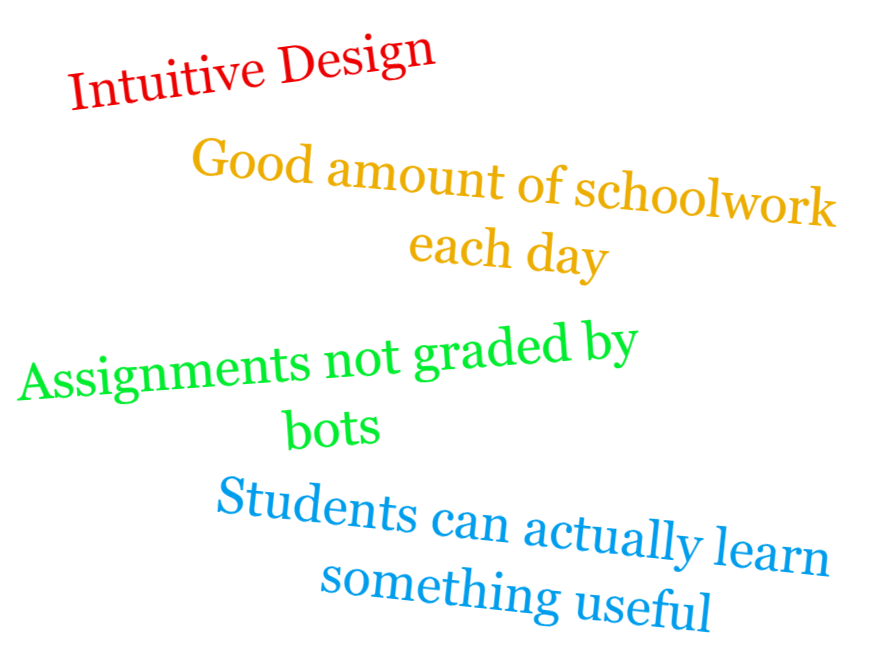 Intuitive Design
Good amount of schoolwork
each day
Assignments not graded by
bots
Students can actually learn
something useful